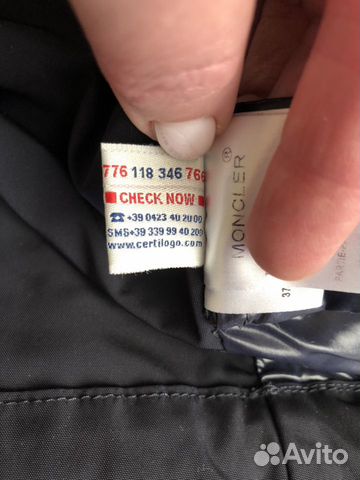 776 118 346 766
CHECK NOW
☎+39 0423 40 20 00
SMS+39 339 99 40 200
www.certilogo.com
MONCLER®
37
Avito